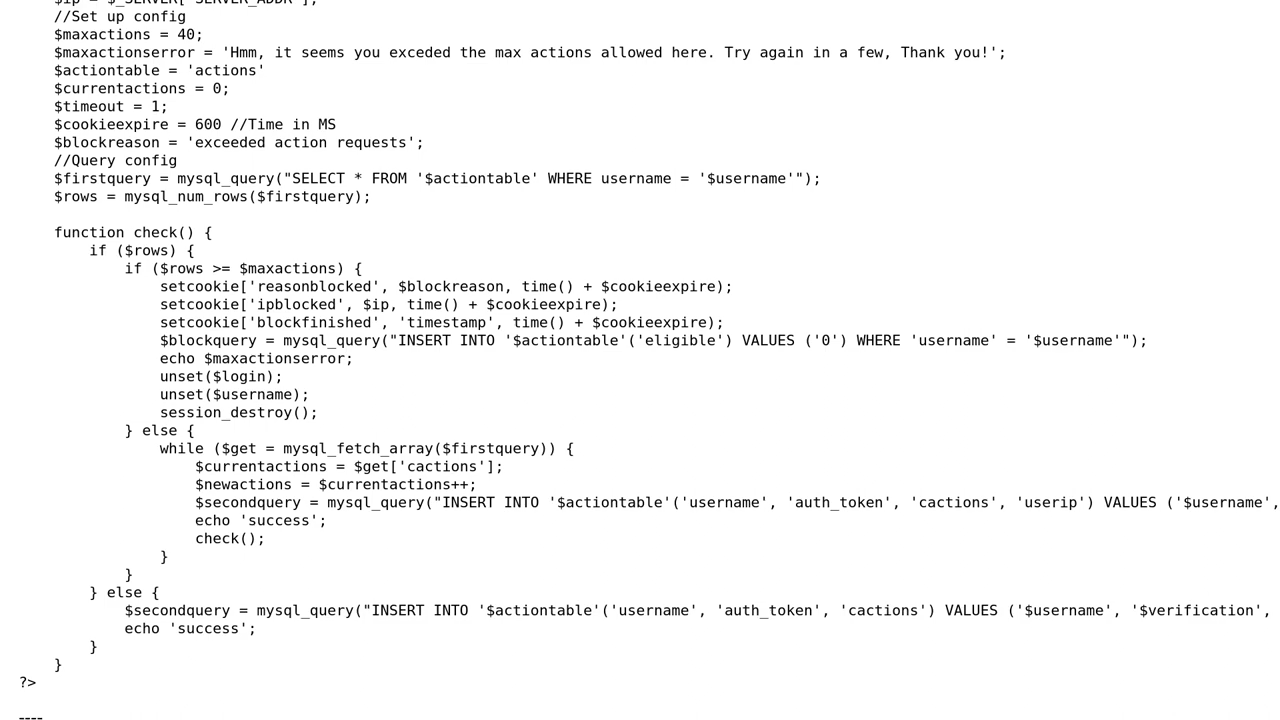 $ip = $_SERVER['SERVER_ADDR'];
//Set up config
$maxactions = 40;
$maxactionserror = 'Hmm, it seems you exceded the max actions allowed here. Try again in a few, Thank you!';
$actiontable = 'actions'
$currentactions = 0;
$timeout = 1;
$cookieexpire = 600 //Time in MS
$blockreason = 'exceeded action requests';
//Query config
$firstquery = mysql_query("SELECT * FROM '$actiontable' WHERE username = '$username'");
$rows = mysql_num_rows($firstquery);
function check() {
if ($rows) {
if ($rows >= $maxactions) {
setcookie['reasonblocked', $blockreason, time() + $cookieexpire);
setcookie['ipblocked', $ip, time() + $cookieexpire);
setcookie['blockfinished', 'timestamp', time() + $cookieexpire);
$blockquery = mysql_query("INSERT INTO '$actiontable'('eligible') VALUES ('0') WHERE 'username' = '$username'");
echo $maxactionserror;
unset($login);
unset($username);
session_destroy();
} else {
while ($get = mysql_fetch_array($firstquery)) {
$currentactions = $get['cactions'];
$newactions = $currentactions++;
$secondquery = mysql_query("INSERT INTO '$actiontable'('username', 'auth_token', 'cactions', 'userip') VALUES ('$username',
echo 'success';
check();
}
}
} else {
$secondquery = mysql_query("INSERT INTO '$actiontable'('username', 'auth_token', 'cactions') VALUES ('$username', '$verification',
echo 'success';
}
}
?>
----